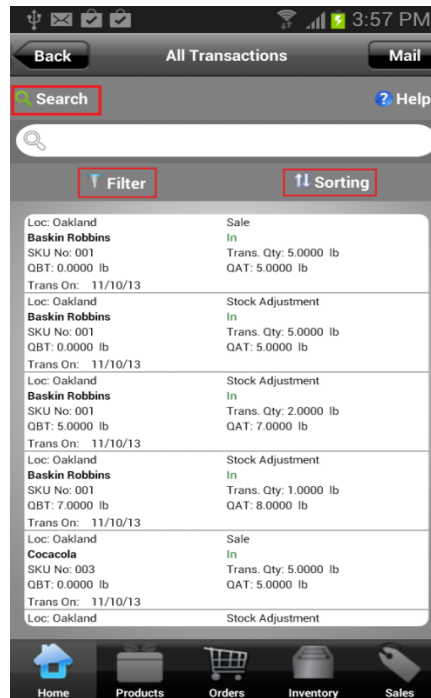 3:57 PM
Back All Transactions Mail
Search Help
Filter Sorting
Loc: Oakland Sale
Baskin Robbins In
SKU No: 001 Trans. Qty: 5.0000 lb
QBT: 0.0000 lb QAT: 5.0000 lb
Trans On: 11/10/13
Loc: Oakland Stock Adjustment
Baskin Robbins In
SKU No: 001 Trans. Qty: 5.0000 lb
QBT: 0.0000 lb QAT: 5.0000 lb
Trans On: 11/10/13
Loc: Oakland Stock Adjustment
Baskin Robbins In
SKU No: 001 Trans. Qty: 2.0000 lb
QBT: 5.0000 lb QAT: 7.0000 lb
Trans On: 11/10/13
Loc: Oakland Stock Adjustment
Baskin Robbins In
SKU No: 001 Trans. Qty: 1.0000 lb
QBT: 7.0000 lb QAT: 8.0000 lb
Trans On: 11/10/13
Loc: Oakland Sale
Cocacola In
SKU No: 003 Trans. Qty: 5.0000 lb
QBT: 0.0000 lb QAT: 5.0000 lb
Trans On: 11/10/13
Loc: Oakland Stock Adjustment
Home Products Orders Inventory Sales